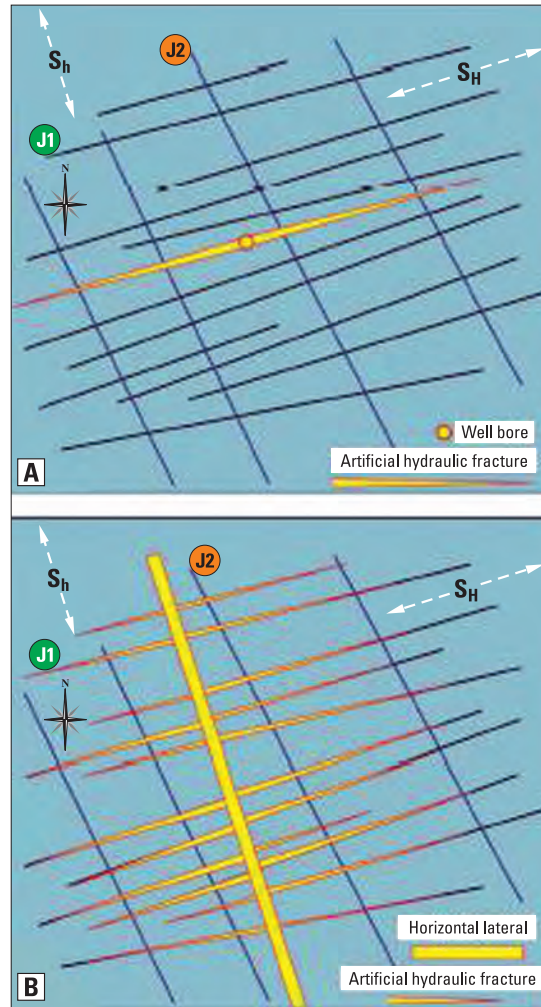 Sh
J2
SH
J1
N
Well bore
Artificial hydraulic fracture
A
Sh
J2
SH
J1
N
Horizontal lateral
Artificial hydraulic fracture
B